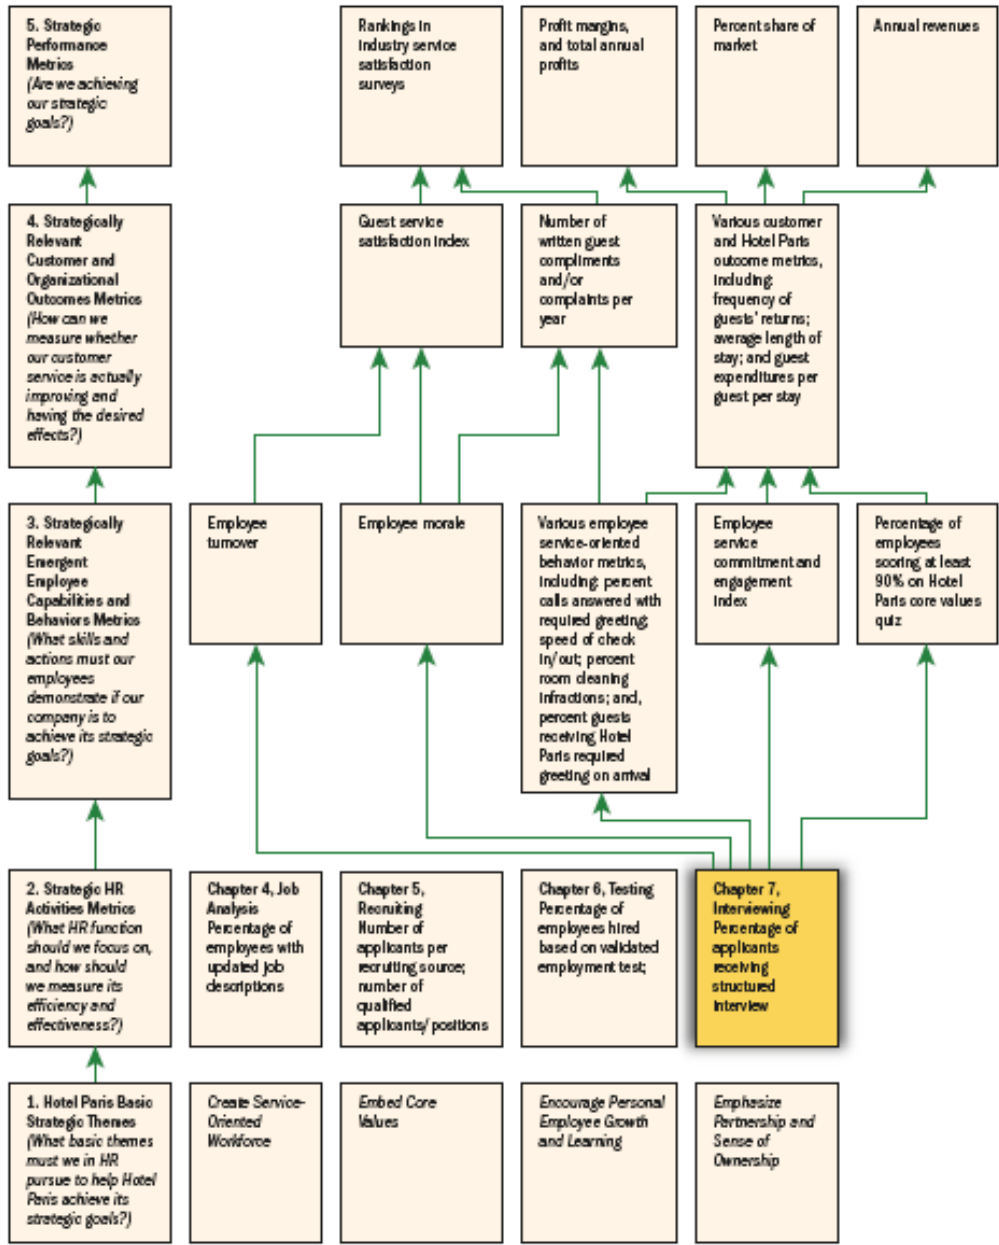 5. Strategic
Performance
Metrics
(Are we achieving
our strategic
goals?)
Rankings in
industry service
satisfaction
surveys
Profit margins,
and total annual
profits
Percent share of
market
Annual revenues
4. Strategically
Relevant
Customer and
Organizational
Outcomes Metrics
(How can we
measure whether
our customer
service is actually
improving and
having the desired
effects?)
Guest service
satisfaction index
Number of
written guest
compliments
and/or
complaints per
year
Various customer
and Hotel Paris
outcome metrics,
including:
frequency of
guests' returns;
average length of
stay; and guest
expenditures per
guest per stay
3. Strategically
Relevant
Emergent
Employee
Capabilities and
Behaviors Metrics
(What skills and
actions must our
employees
demonstrate if our
company is to
achieve its strategic
goals?)
Employee
turnover
Employee morale
Various employee
service-oriented
behavior metrics,
including: percent
calls answered with
required greeting;
speed of check
in/out; percent
room cleaning
infractions; and,
percent guests
receiving Hotel
Paris required
greeting on arrival
Employee
service
commitment and
engagement
index
Percentage of
employees
scoring at least
90% on Hotel
Paris core values
quiz
2. Strategic HR
Activities Metrics
(What HR function
should we focus on,
and how should
we measure its
efficiency and
effectiveness?)
Chapter 4, Job
Analysis
Percentage of
employees with
updated job
descriptions
Chapter 5,
Recruiting
Number of
applicants per
recruiting source;
number of
qualified
applicants/positions
Chapter 6, Testing
Percentage of
employees hired
based on validated
employment test;
Chapter 7,
Interviewing
Percentage of
applicants
receiving
structured
interview
1. Hotel Paris Basic
Strategic Themes
(What basic themes
must we in HR
pursue to help Hotel
Paris achieve its
strategic goals?)
Create Service-
Oriented
Workforce
Embed Core
Values
Encourage Personal
Employee Growth
and Learning
Emphasize
Partnership and
Sense of
Ownership